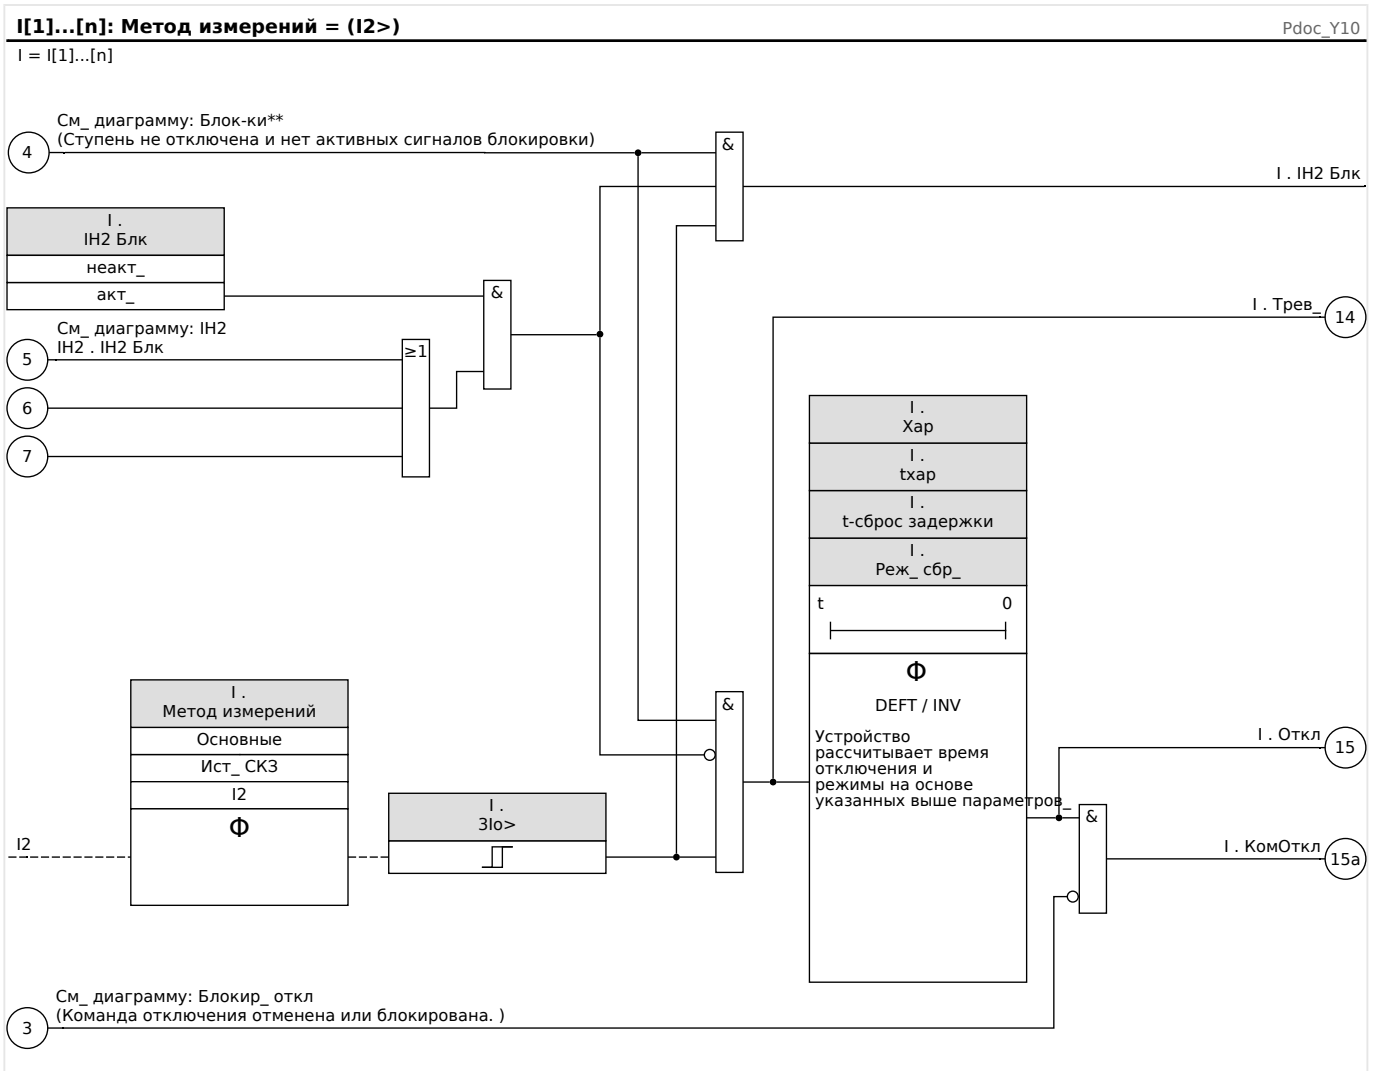 I[1]...[n]: Метод измерений = (I2>)
Pdoc_Y10
I = I[1]...[n]
См_ диаграмму: Блок-ки**
(Ступень не отключена и нет активных сигналов блокировки)
4
&
I . IH2 Блк
I .
IH2 Блк
неакт_
акт_
&
См_ диаграмму: IH2
IH2 . IH2 Блк
5
≥1
6
7
I . Трев_
14
I .
Хар
I .
tхар
I .
t-сброс задержки
I .
Реж_ сбр_
t 0
Ф
DEFT / INV
Устройство
рассчитывает время
отключения и
режимы на основе
указанных выше параметров_
I .
Метод измерений
Основные
Ист_ СКЗ
I2
Ф
I2
I .
3Io>
&
I . Откл
15
&
I . КомОткл
15a
См_ диаграмму: Блокир_ откл
(Команда отключения отменена или блокирована. )
3